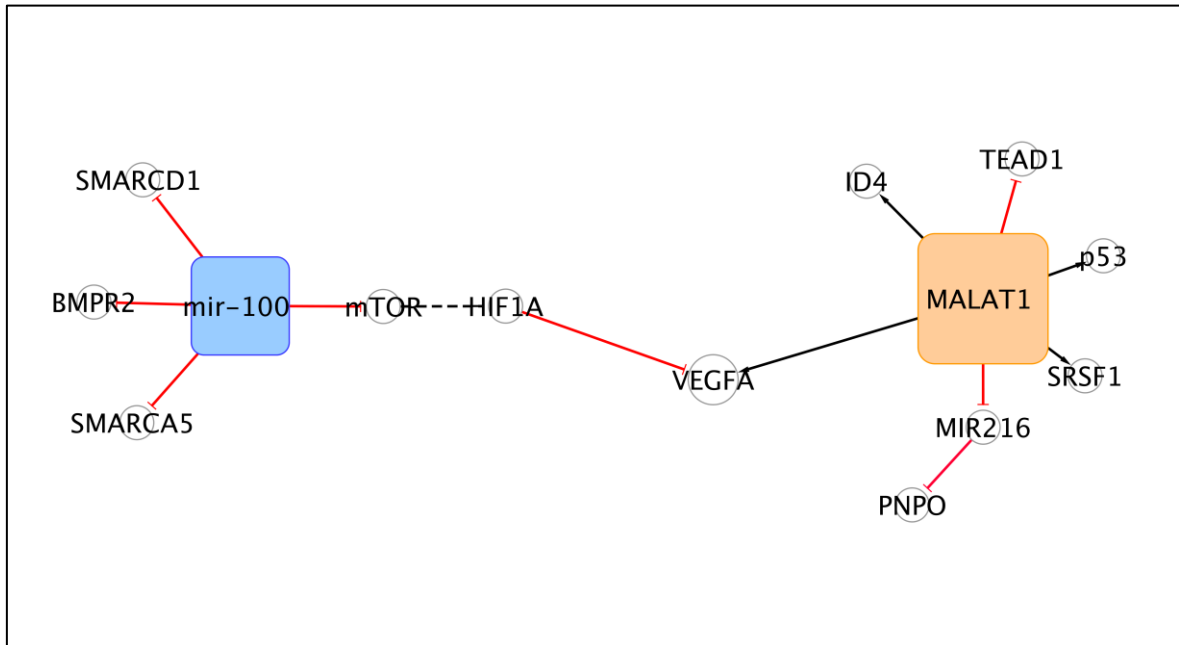 TEAD1
SMARCD1
ID4
p53
BMPR2
mir-100
mTOR
HIF1A
MALAT1
VEGFA
SRSF1
SMARCA5
MIR216
PNPO